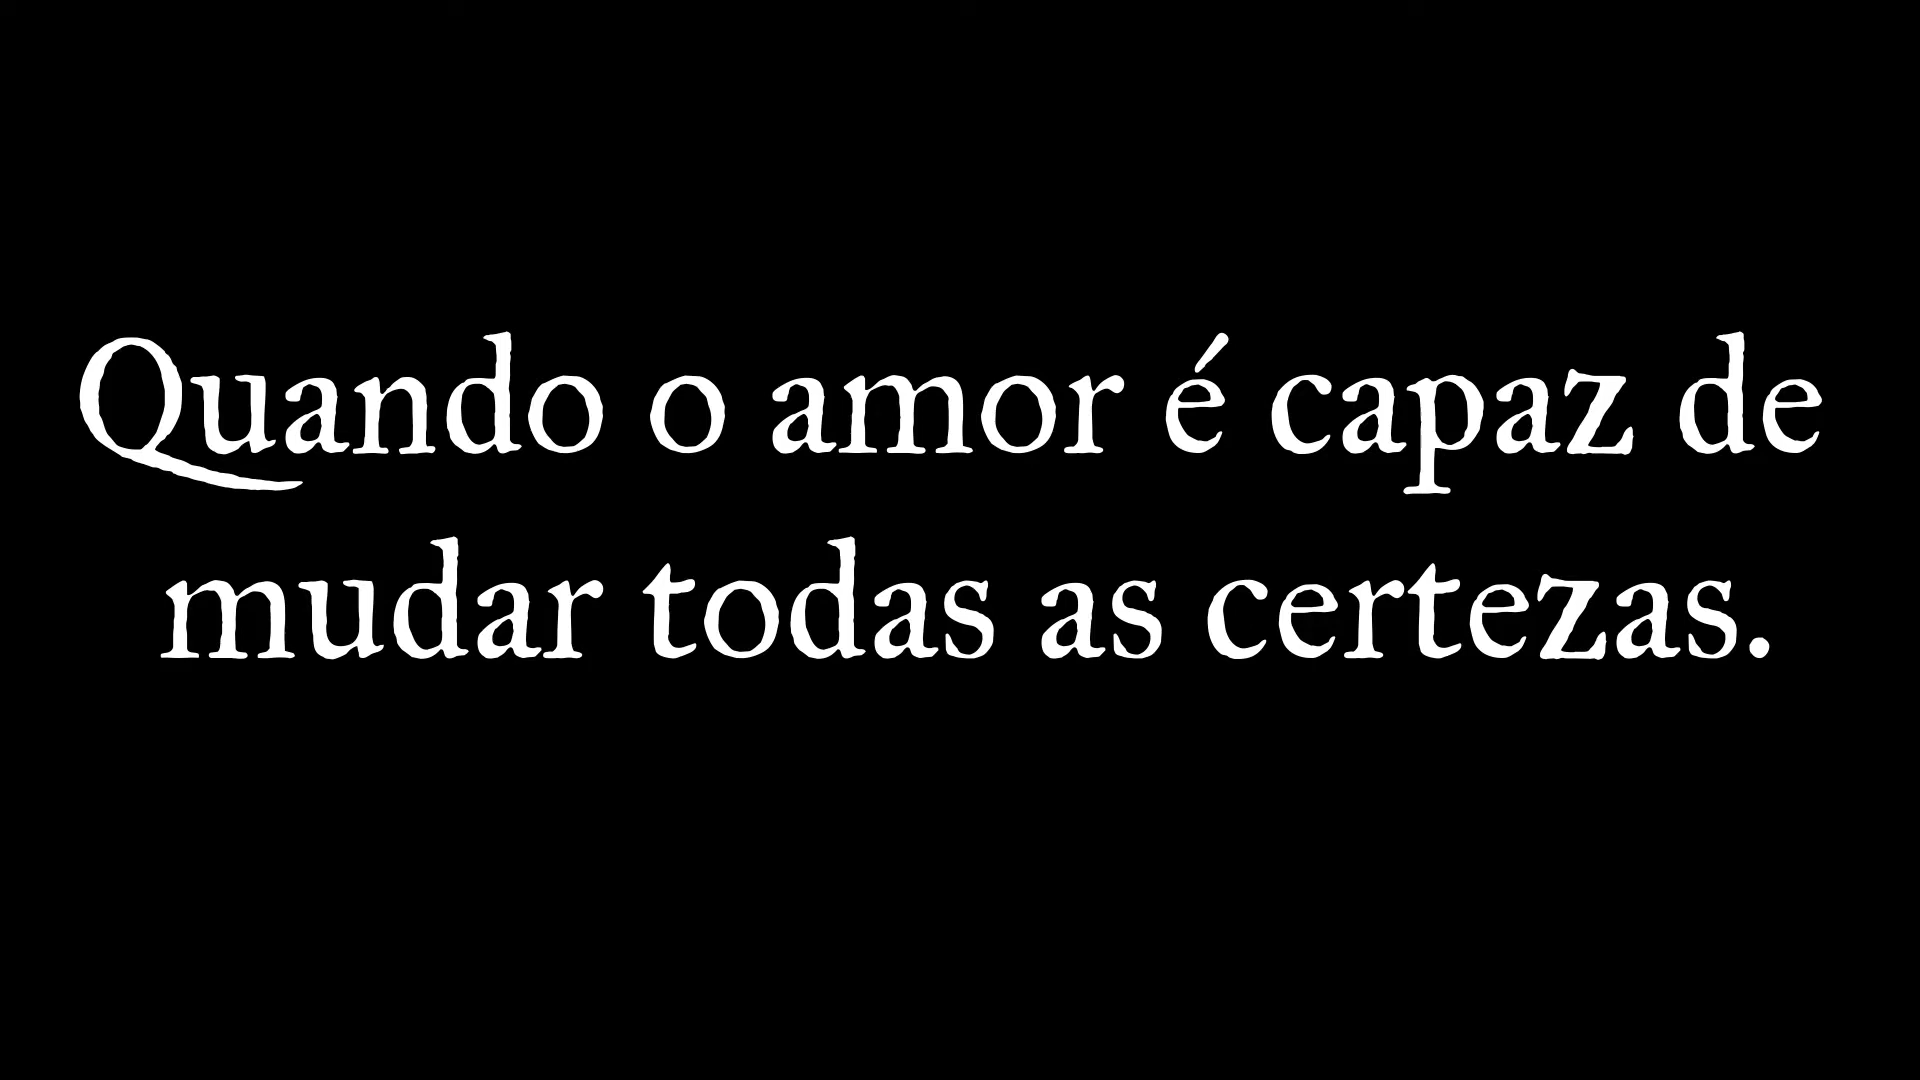 Quando o amor é capaz de
mudar todas as certezas.